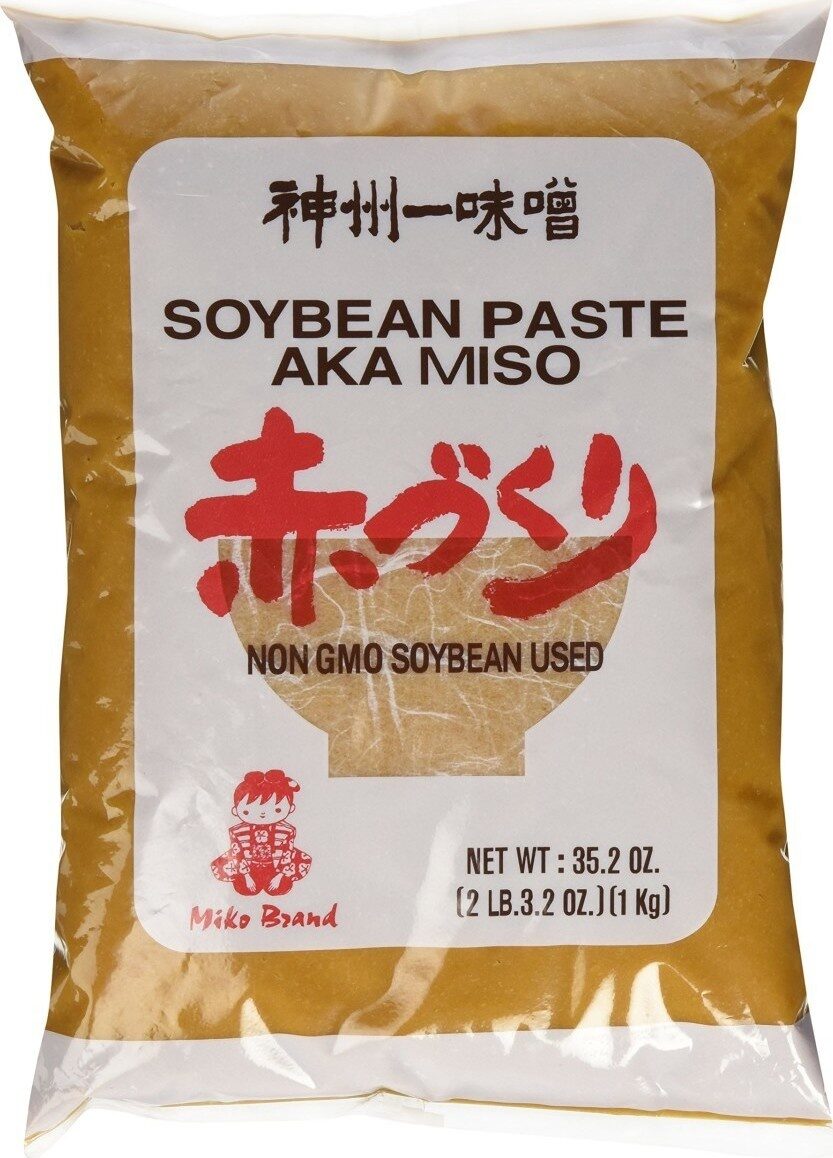 神州一味噌
SOYBEAN PASTE
AKA MISO
赤づくり
NON GMO SOYBEAN USED
Miko Brand
NET WT : 35.2 OZ.
(2 LB.3.2 OZ.)(1 Kg)